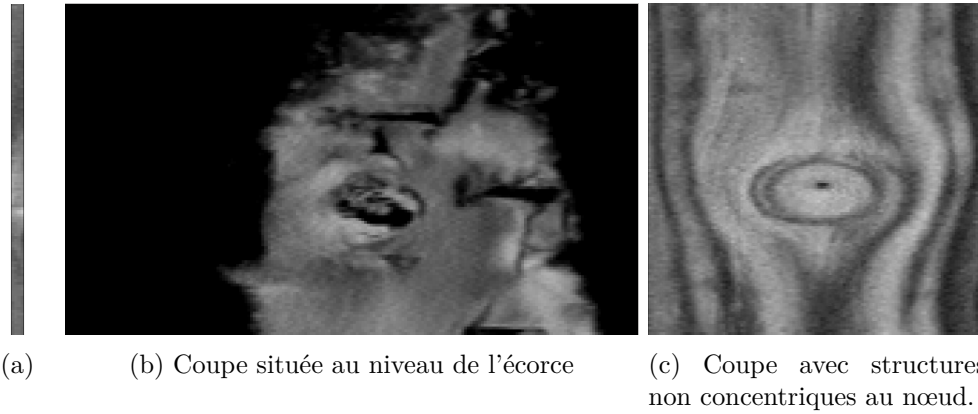 (a)
(b) Coupe située au niveau de l'écorce
(c) Coupe avec structures
non concentriques au nœud.